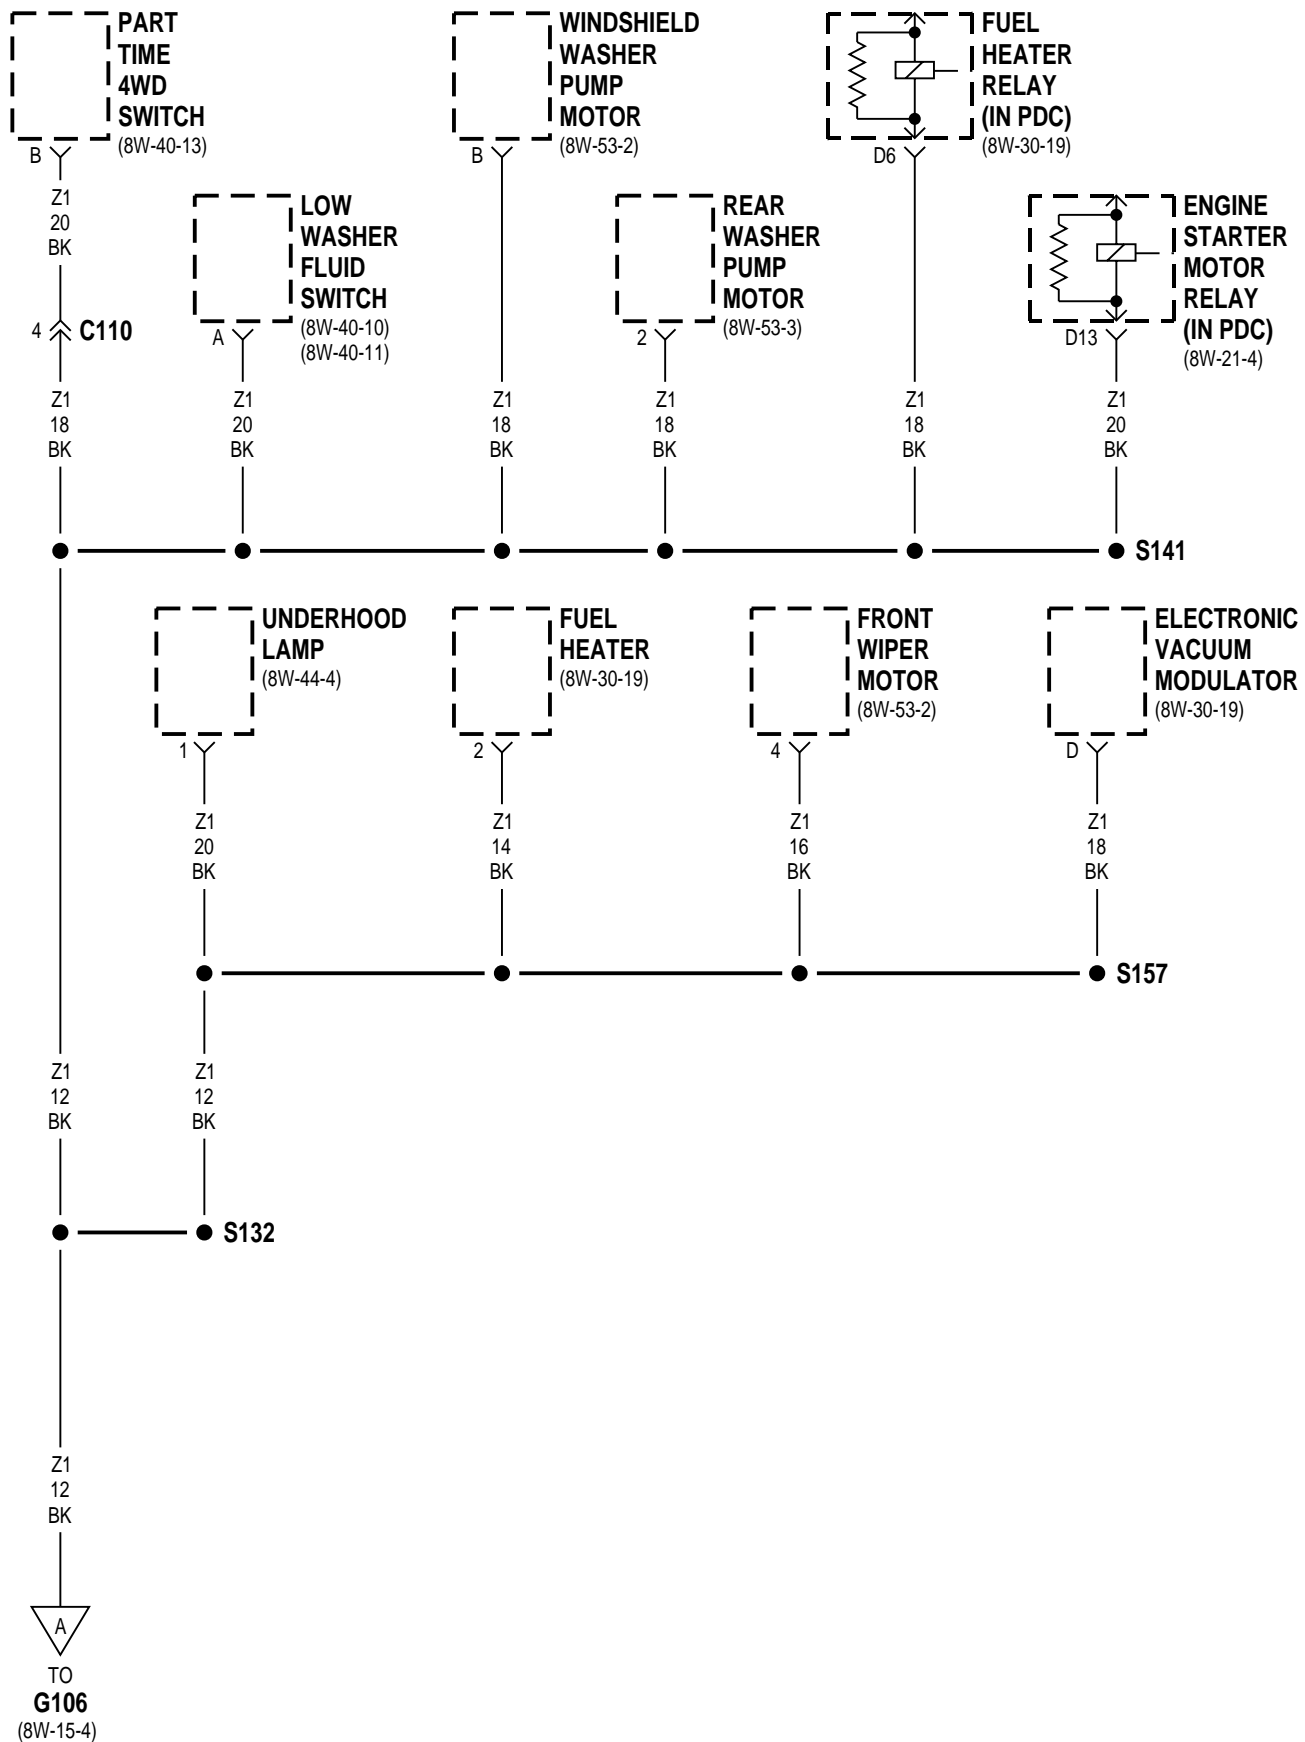 PART
TIME
4WD
SWITCH
(8W-40-13)
B
Z1
20
BK
4
C110
Z1
18
BK
LOW
WASHER
FLUID
SWITCH
(8W-40-10)
(8W-40-11)
A
Z1
20
BK
WINDSHIELD
WASHER
PUMP
MOTOR
(8W-53-2)
B
Z1
18
BK
REAR
WASHER
PUMP
MOTOR
(8W-53-3)
2
Z1
18
BK
FUEL
HEATER
RELAY
(IN PDC)
(8W-30-19)
D6
Z1
18
BK
ENGINE
STARTER
MOTOR
RELAY
(IN PDC)
(8W-21-4)
D13
Z1
20
BK
S141
UNDERHOOD
LAMP
(8W-44-4)
1
Z1
20
BK
FUEL
HEATER
(8W-30-19)
2
Z1
14
BK
FRONT
WIPER
MOTOR
(8W-53-2)
4
Z1
16
BK
ELECTRONIC
VACUUM
MODULATOR
(8W-30-19)
D
Z1
18
BK
S157
Z1
12
BK
Z1
12
BK
S132
Z1
12
BK
A
TO
G106
(8W-15-4)